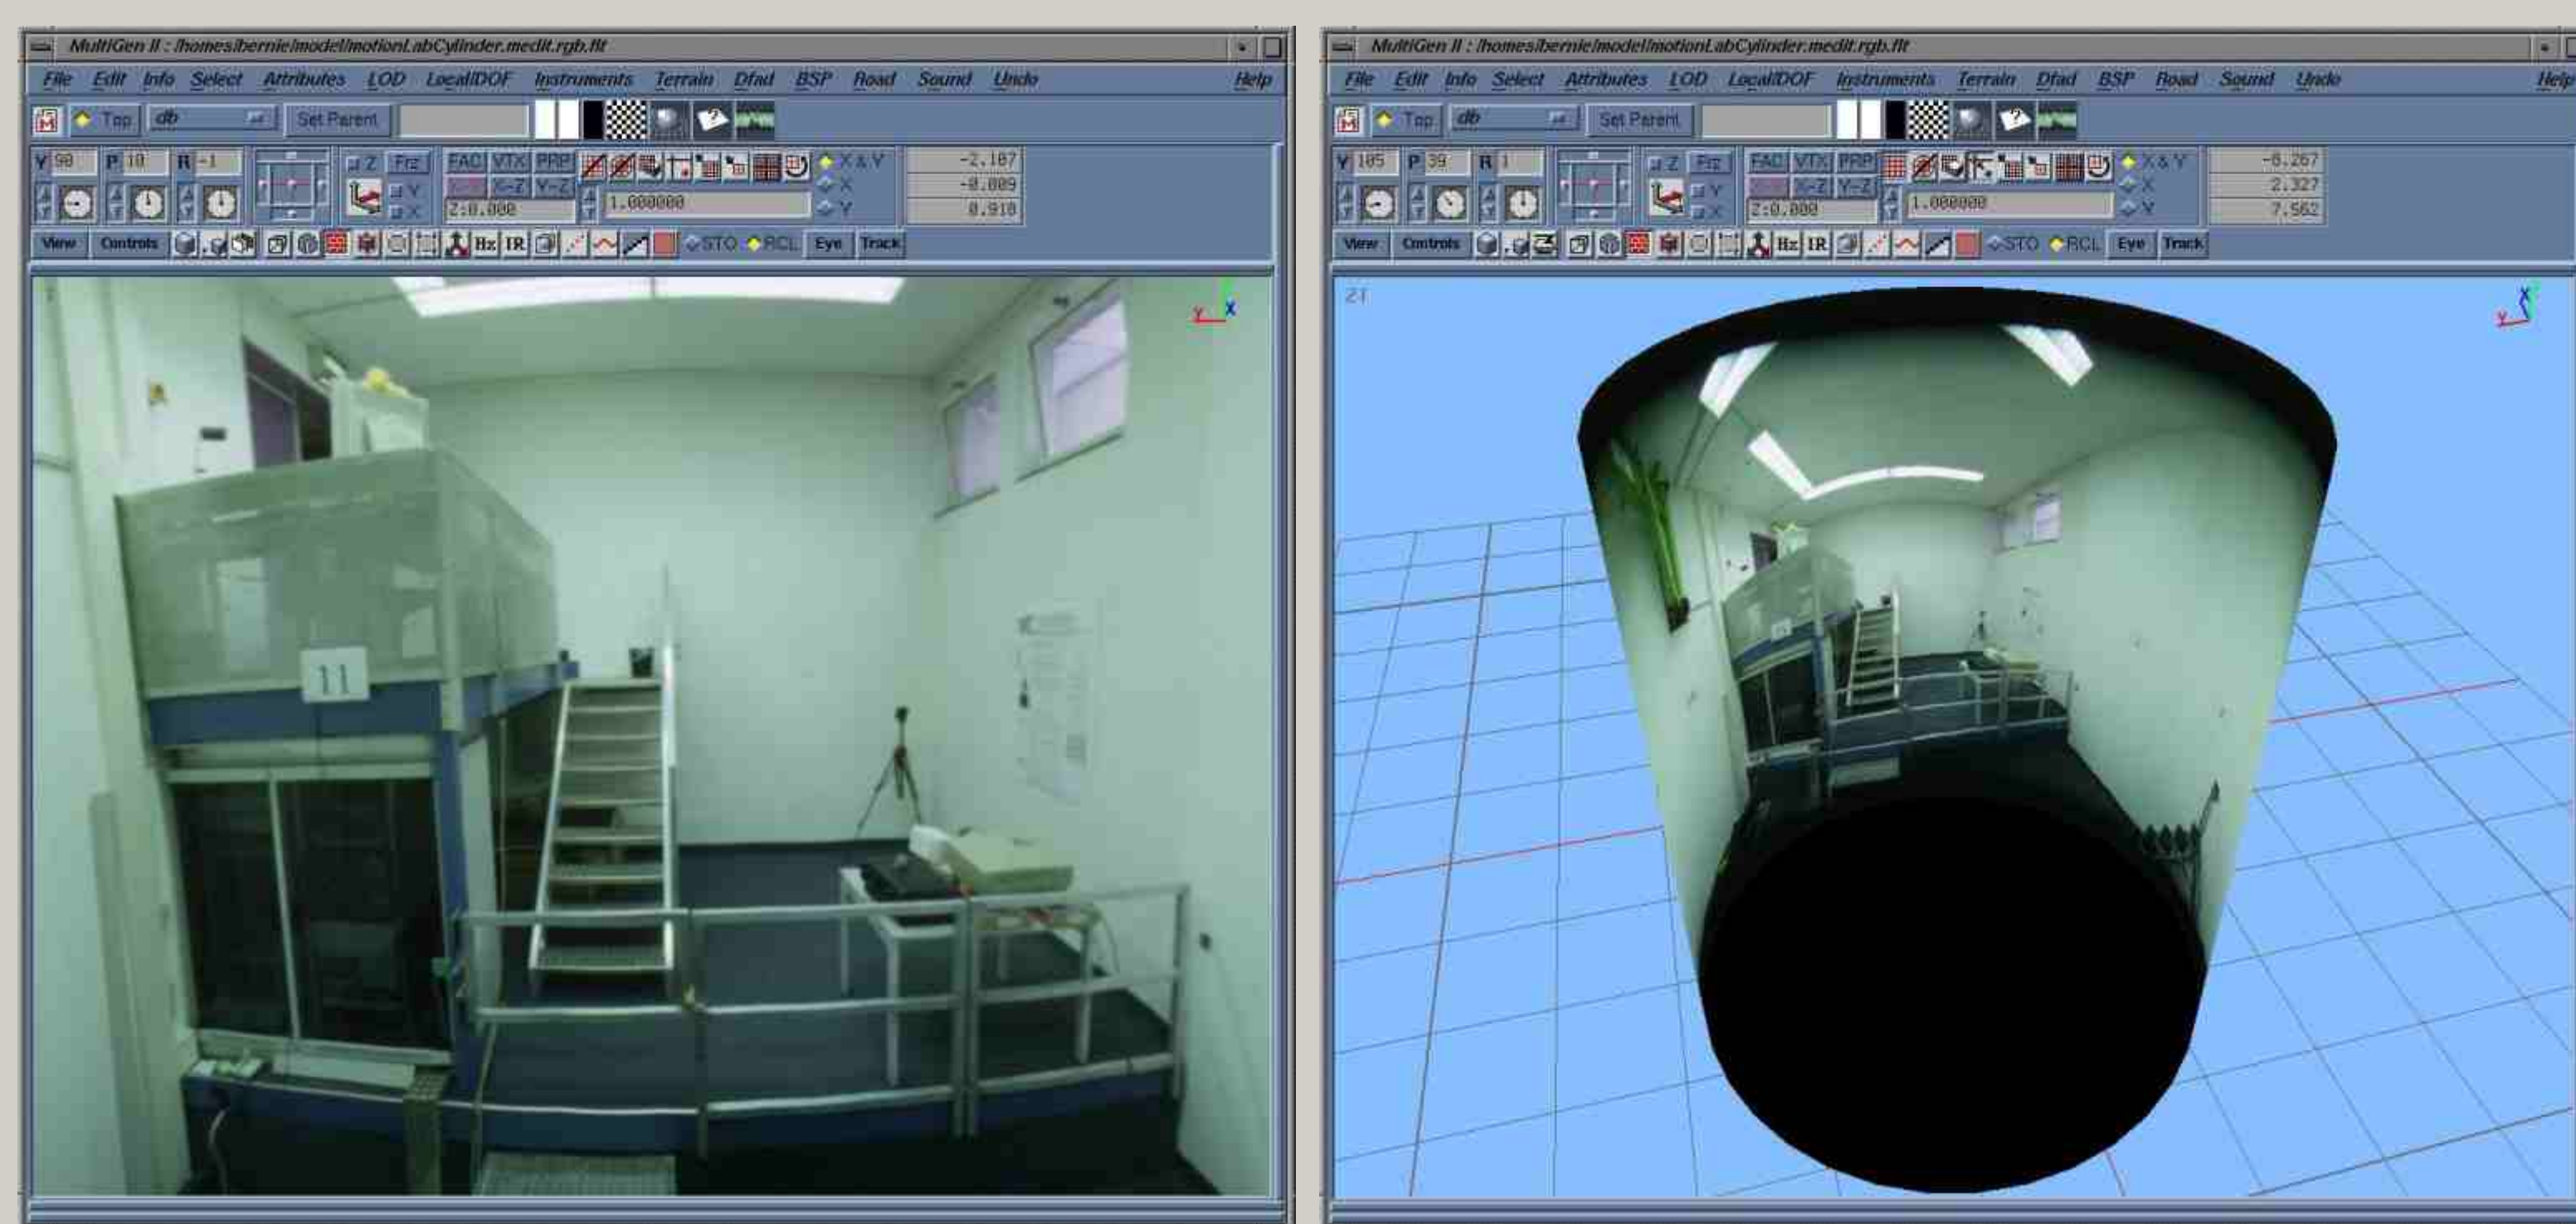 MultiGen II : /homes/bernie/model/motionLabCylinder.medit.rgb.flt
File Edit Info Select Attributes LOD Local/DOF Instruments Terrain Dfad BSP Road Sound Undo Help
Top db Set Parent
Y 90 P 10 R -1 Z Frz FAC VTX PRP X & Y -2.107
Y X-Y X-Z Y-Z X -0.009
X Z:0.000 1.000000 Y 0.910
View Controls Hz IR STO RCL Eye Track
Y X
11
MultiGen II : /homes/bernie/model/motionLabCylinder.medit.rgb.flt
File Edit Info Select Attributes LOD Local/DOF Instruments Terrain Dfad BSP Road Sound Undo Help
Top db Set Parent
Y 105 P 39 R 1 Z Frz FAC VTX PRP X & Y -8.267
Y X-Y X-Z Y-Z X 2.327
X Z:0.000 1.000000 Y 7.562
View Controls Hz IR STO RCL Eye Track
21
X
Y